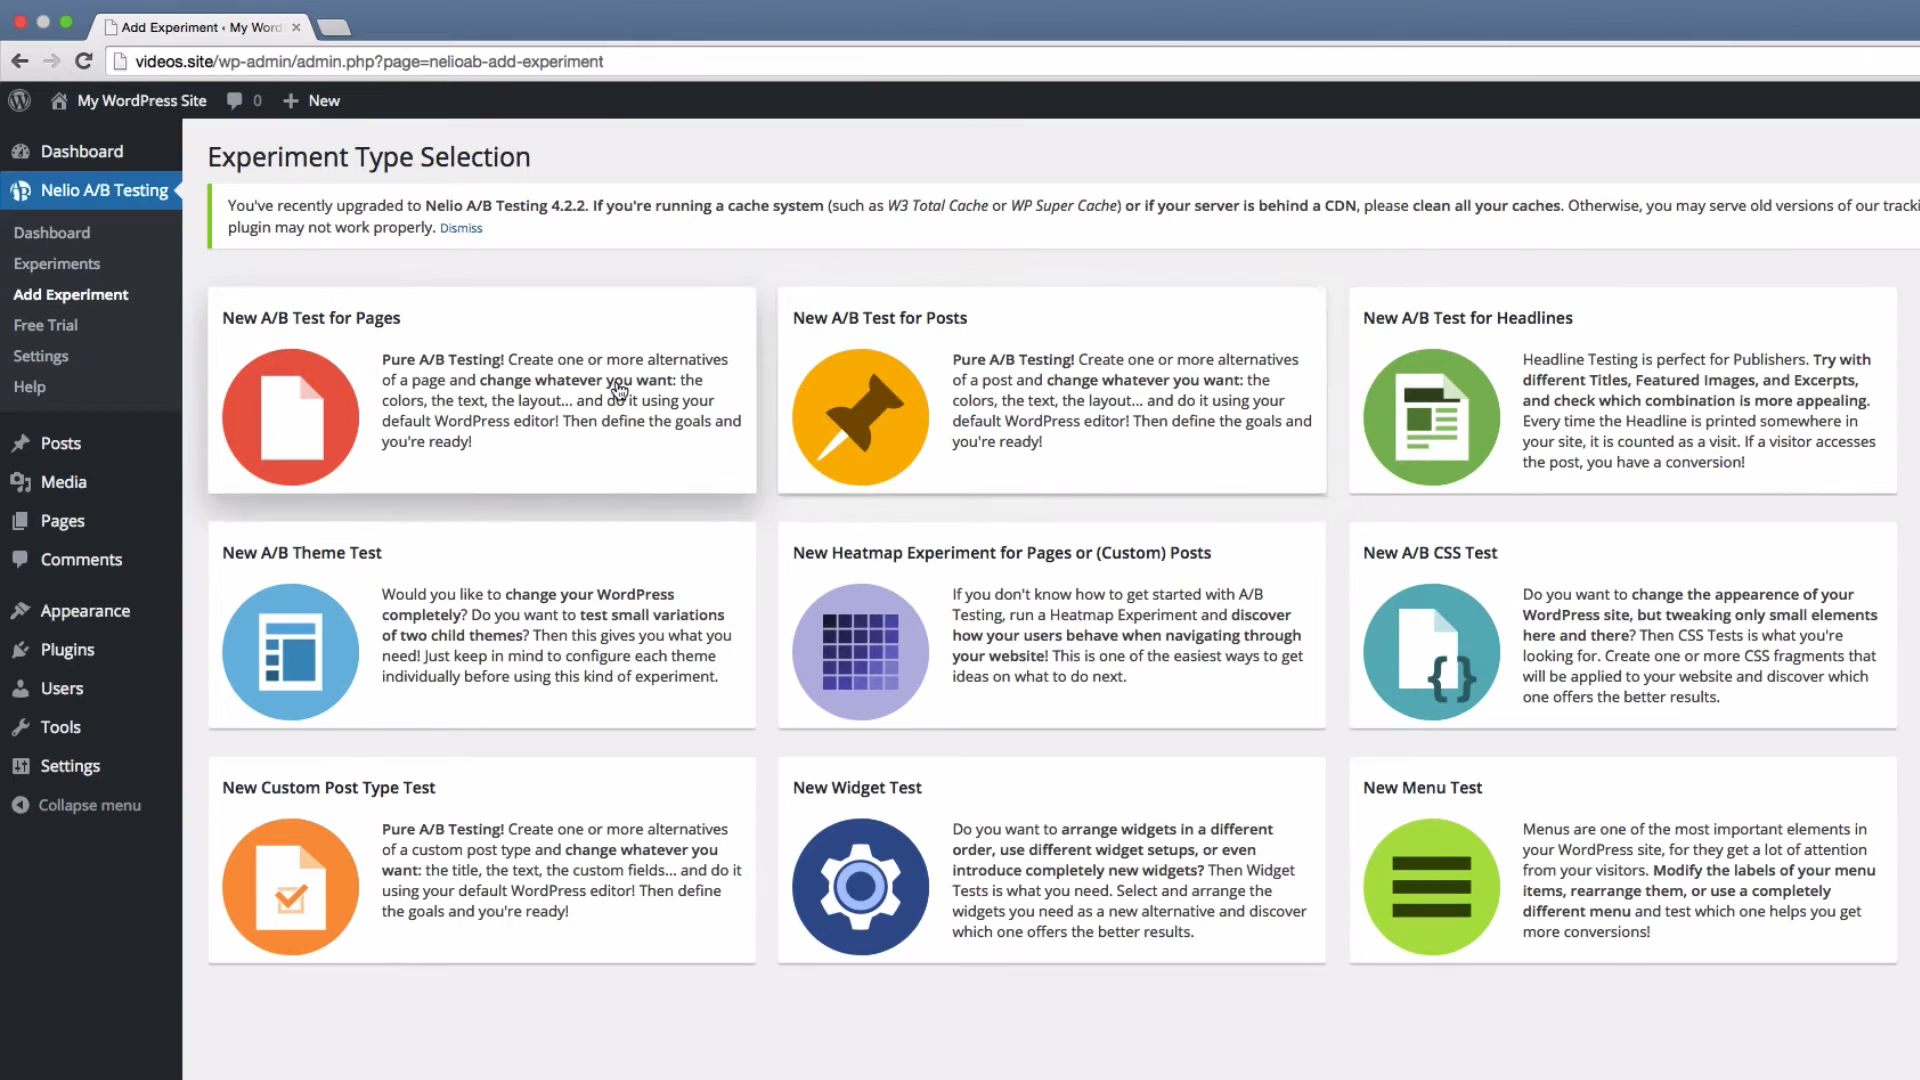 Add Experiment ‹ My Word
videos.site/wp-admin/admin.php?page=nelioab-add-experiment
My WordPress Site 0 New
Dashboard
Nelio A/B Testing
Dashboard
Experiments
Add Experiment
Free Trial
Settings
Help
Posts
Media
Pages
Comments
Appearance
Plugins
Users
Tools
Settings
Collapse menu
Experiment Type Selection
You've recently upgraded to Nelio A/B Testing 4.2.2. If you're running a cache system (such as W3 Total Cache or WP Super Cache) or if your server is behind a CDN, please clean all your caches. Otherwise, you may serve old versions of our tracki
plugin may not work properly. Dismiss
New A/B Test for Pages
Pure A/B Testing! Create one or more alternatives
of a page and change whatever you want: the
colors, the text, the layout... and do it using your
default WordPress editor! Then define the goals and
you're ready!
New A/B Test for Posts
Pure A/B Testing! Create one or more alternatives
of a post and change whatever you want: the
colors, the text, the layout... and do it using your
default WordPress editor! Then define the goals and
you're ready!
New A/B Test for Headlines
Headline Testing is perfect for Publishers. Try with
different Titles, Featured Images, and Excerpts,
and check which combination is more appealing.
Every time the Headline is printed somewhere in
your site, it is counted as a visit. If a visitor accesses
the post, you have a conversion!
New A/B Theme Test
Would you like to change your WordPress
completely? Do you want to test small variations
of two child themes? Then this gives you what you
need! Just keep in mind to configure each theme
individually before using this kind of experiment.
New Heatmap Experiment for Pages or (Custom) Posts
If you don't know how to get started with A/B
Testing, run a Heatmap Experiment and discover
how your users behave when navigating through
your website! This is one of the easiest ways to get
ideas on what to do next.
New A/B CSS Test
Do you want to change the appearence of your
WordPress site, but tweaking only small elements
here and there? Then CSS Tests is what you're
looking for. Create one or more CSS fragments that
will be applied to your website and discover which
one offers the better results.
New Custom Post Type Test
Pure A/B Testing! Create one or more alternatives
of a custom post type and change whatever you
want: the title, the text, the custom fields... and do it
using your default WordPress editor! Then define
the goals and you're ready!
New Widget Test
Do you want to arrange widgets in a different
order, use different widget setups, or even
introduce completely new widgets? Then Widget
Tests is what you need. Select and arrange the
widgets you need as a new alternative and discover
which one offers the better results.
New Menu Test
Menus are one of the most important elements in
your WordPress site, for they get a lot of attention
from your visitors. Modify the labels of your menu
items, rearrange them, or use a completely
different menu and test which one helps you get
more conversions!